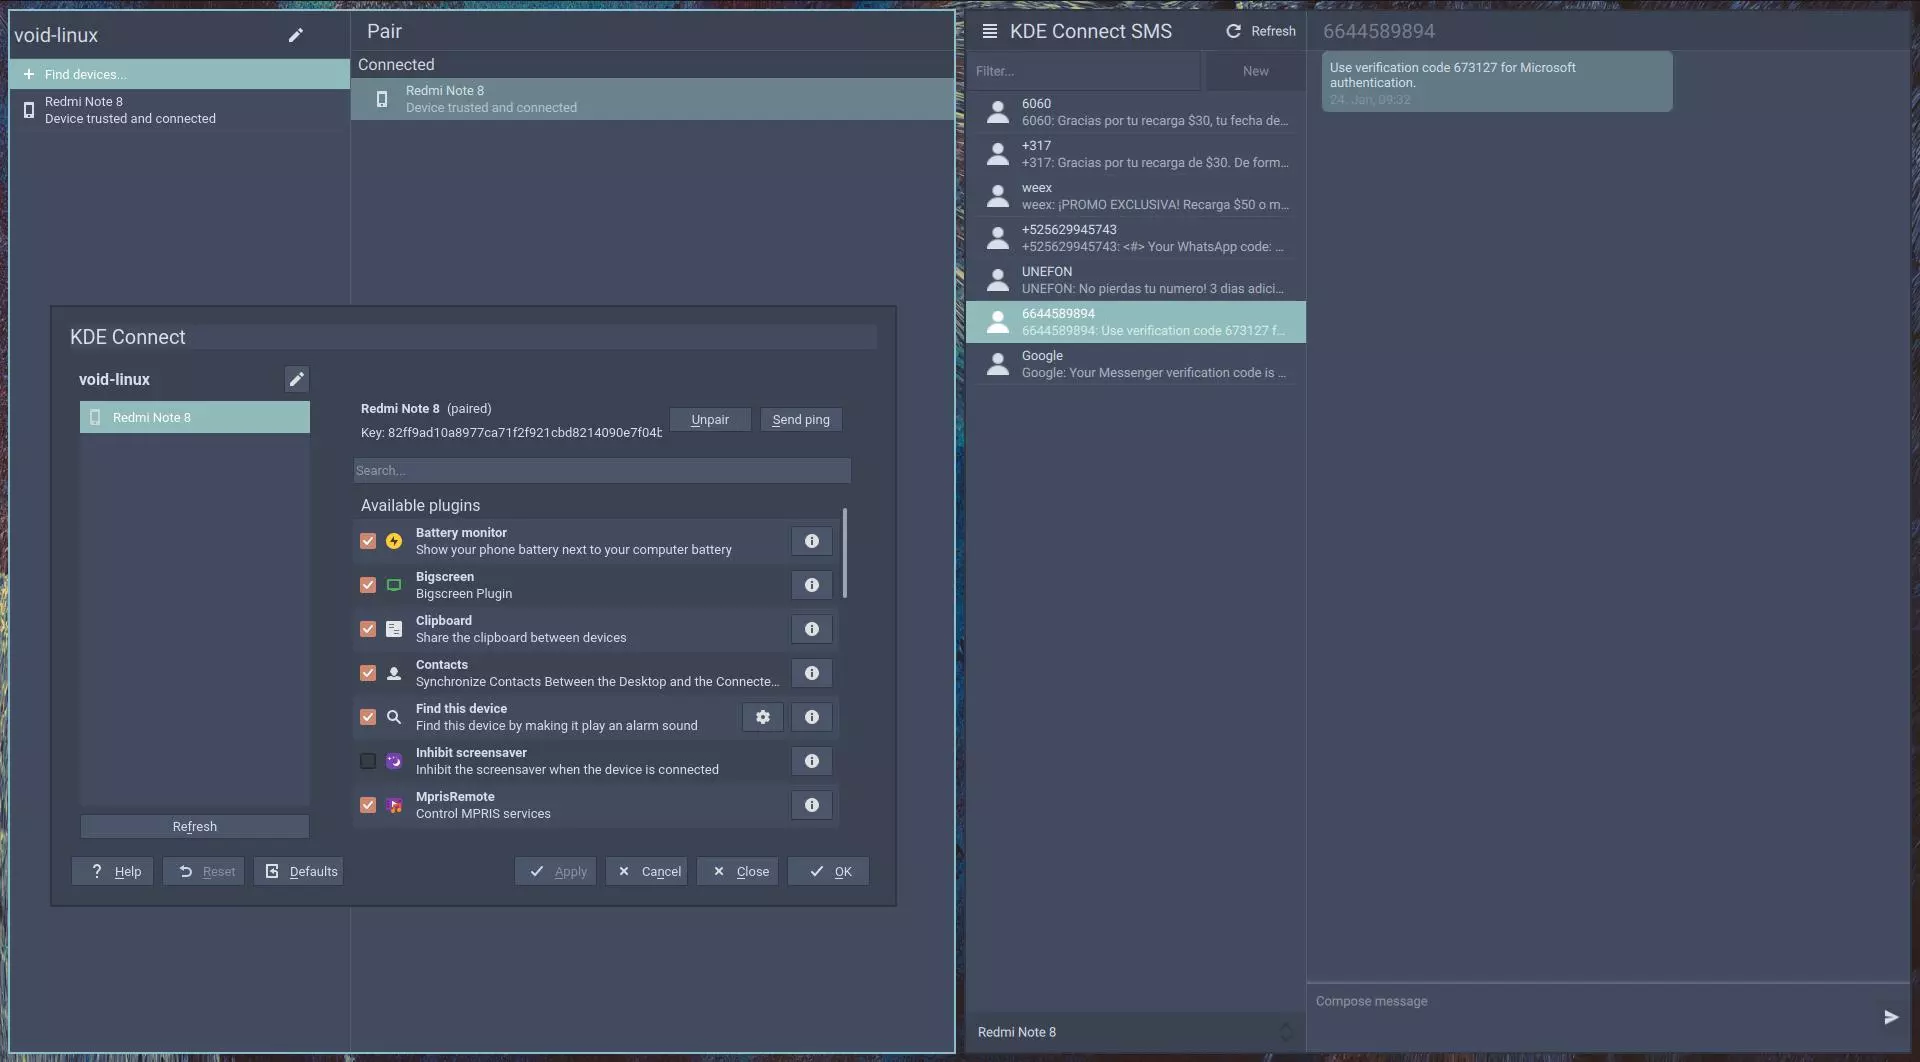 void-linux
Find devices...
Redmi Note 8
Device trusted and connected
Pair
Connected
Redmi Note 8
Device trusted and connected
KDE Connect
void-linux
Redmi Note 8
Refresh
Redmi Note 8 (paired)
Key: 82ff9ad10a8977ca71f2f921cbd8214090e7f04b
Unpair
Send ping
Search...
Available plugins
Battery monitor
Show your phone battery next to your computer battery
Bigscreen
Bigscreen Plugin
Clipboard
Share the clipboard between devices
Contacts
Synchronize Contacts Between the Desktop and the Connecte...
Find this device
Find this device by making it play an alarm sound
Inhibit screensaver
Inhibit the screensaver when the device is connected
MprisRemote
Control MPRIS services
Help
Reset
Defaults
Apply
Cancel
Close
OK
KDE Connect SMS
Refresh
Filter...
New
6060
6060: Gracias por tu recarga $30, tu fecha de...
+317
+317: Gracias por tu recarga de $30. De form...
weex
weex: ¡PROMO EXCLUSIVA! Recarga $50 o m...
+525629945743
+525629945743: <#> Your WhatsApp code: ...
UNEFON
UNEFON: No pierdas tu numero! 3 dias adici...
6644589894
6644589894: Use verification code 673127 f...
Google
Google: Your Messenger verification code is ...
Redmi Note 8
6644589894
Use verification code 673127 for Microsoft
authentication.
24. Jan, 09:32
Compose message